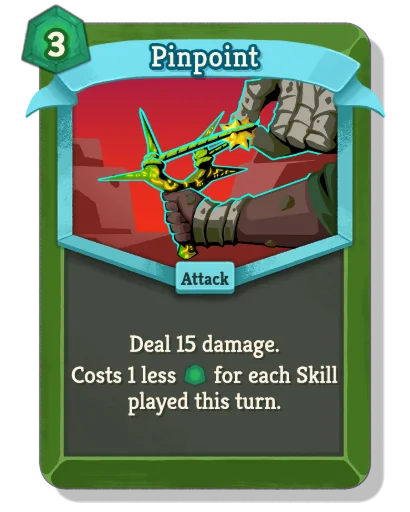 3
Pinpoint
Attack
Deal 15 damage.
Costs 1 less for each Skill
played this turn.